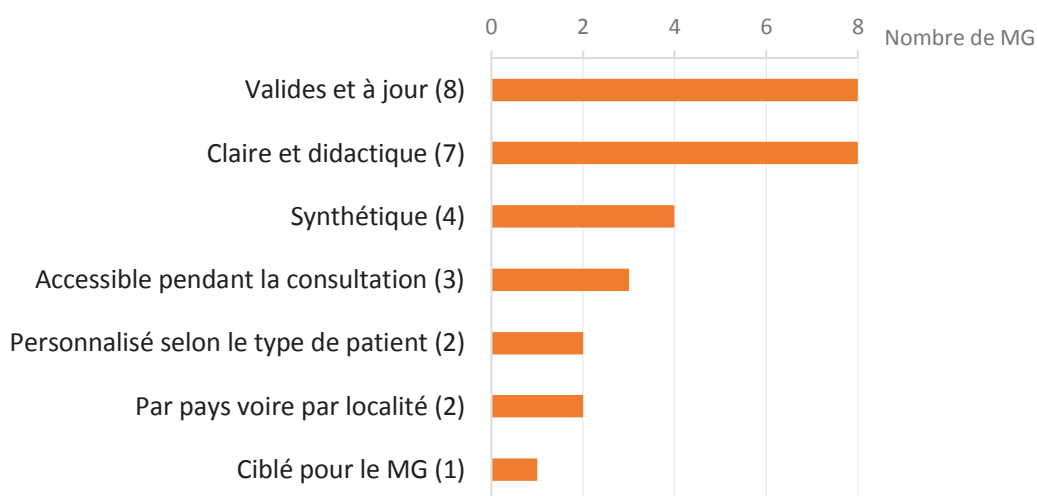 0 2 4 6 8
Nombre de MG
Valides et à jour (8)
Claire et didactique (7)
Synthétique (4)
Accessible pendant la consultation (3)
Personnalisé selon le type de patient (2)
Par pays voire par localité (2)
Ciblé pour le MG (1)